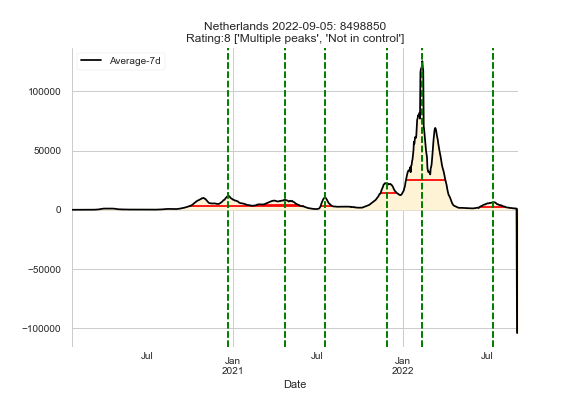 Netherlands 2022-09-05: 8498850
Rating:8 ['Multiple peaks', 'Not in control']
Average-7d
100000
50000
0
−50000
−100000
Jul
Jan
2021
Jul
Jan
2022
Jul
Date